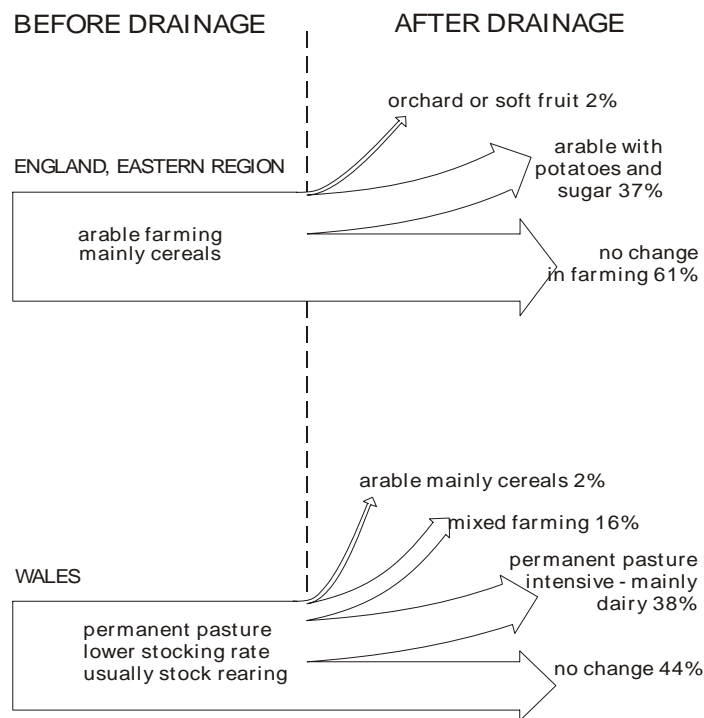 BEFORE DRAINAGE
AFTER DRAINAGE
orchard or soft fruit 2%
ENGLAND, EASTERN REGION
arable with
potatoes and
sugar 37%
arable farming
mainly cereals
no change
in farming 61%
arable mainly cereals 2%
mixed farming 16%
WALES
permanent pasture
intensive - mainly
dairy 38%
permanent pasture
lower stocking rate
usually stock rearing
no change 44%